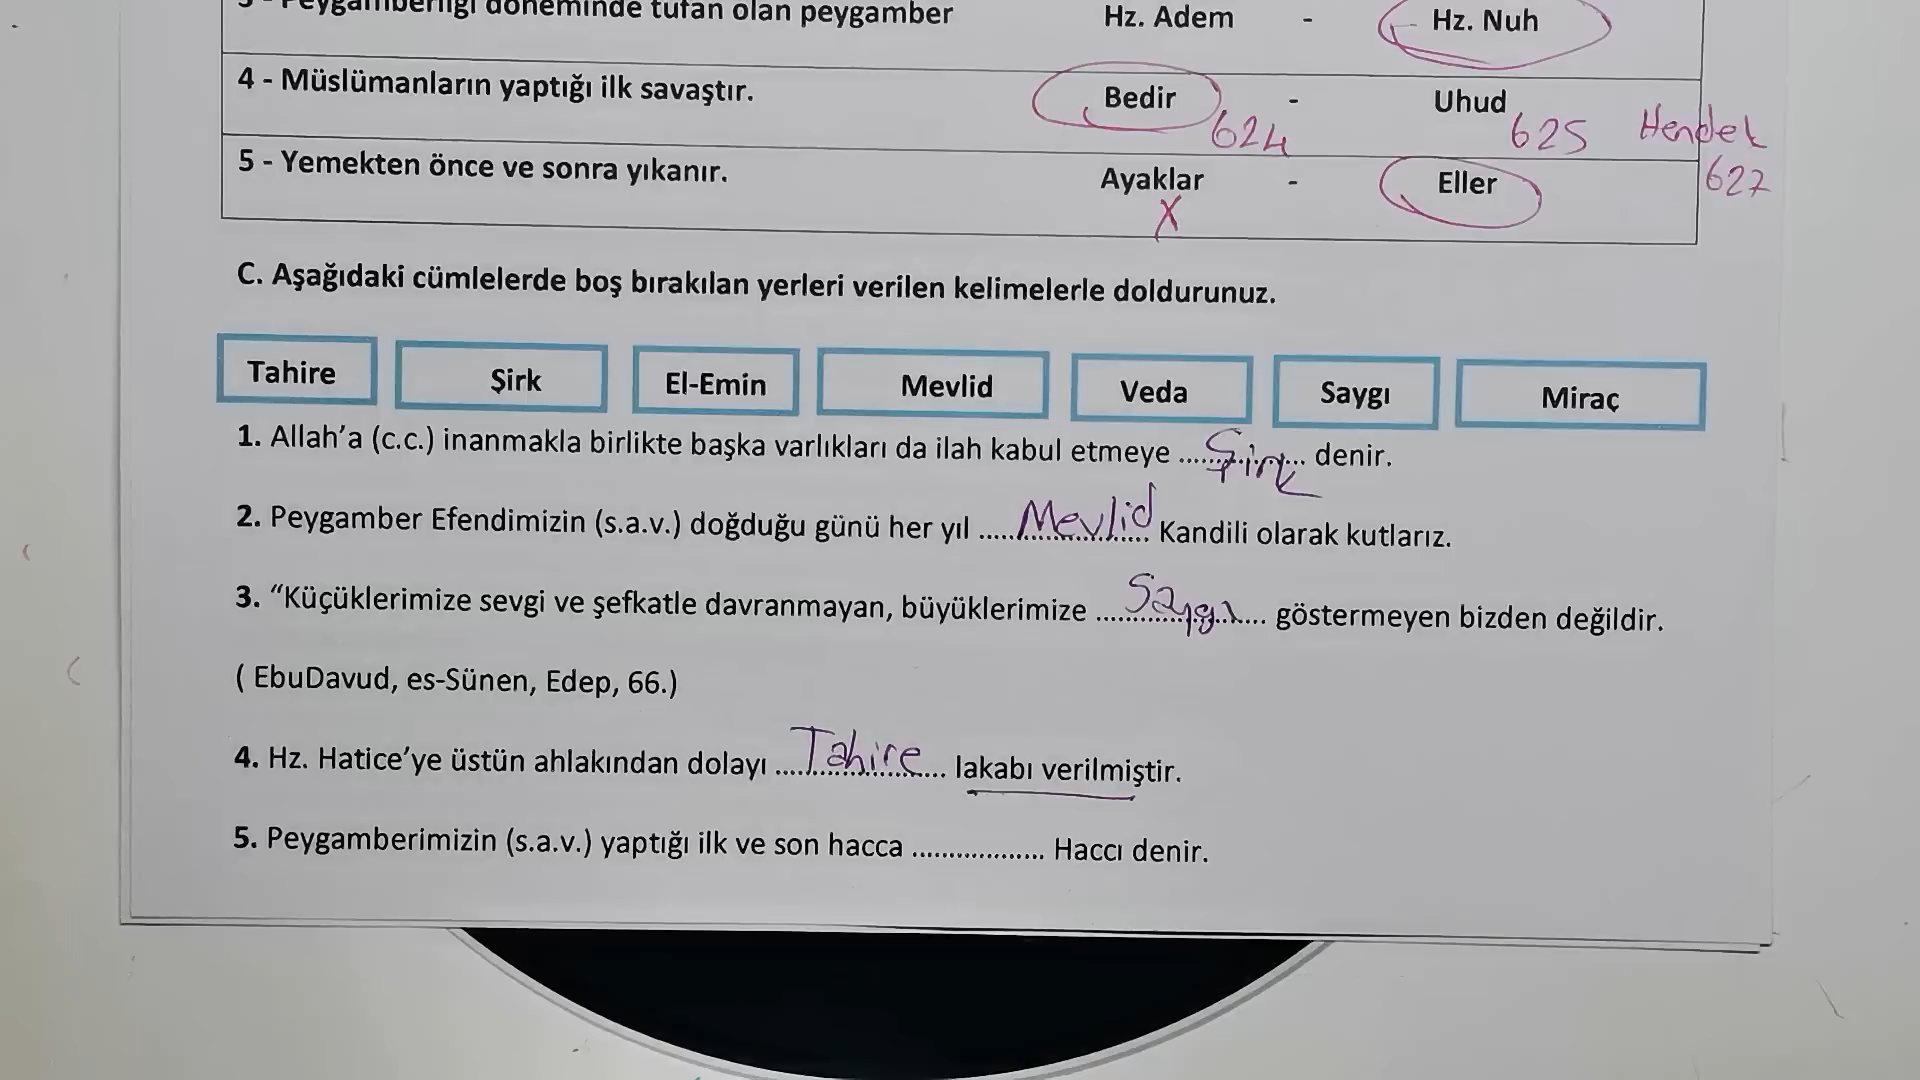 3 - Peygamberliği döneminde tufan olan peygamber Hz. Adem - Hz. Nuh
4 - Müslümanların yaptığı ilk savaştır. Bedir - Uhud
624 625 Hendek
627
5 - Yemekten önce ve sonra yıkanır. Ayaklar - Eller
X
C. Aşağıdaki cümlelerde boş bırakılan yerleri verilen kelimelerle doldurunuz.
Tahire Şirk El-Emin Mevlid Veda Saygı Miraç
1. Allah’a (c.c.) inanmakla birlikte başka varlıkları da ilah kabul etmeye ........Şirk........ denir.
2. Peygamber Efendimizin (s.a.v.) doğduğu günü her yıl .....Mevlid..... Kandili olarak kutlarız.
3. “Küçüklerimize sevgi ve şefkatle davranmayan, büyüklerimize ........Saygı.... göstermeyen bizden değildir.
( EbuDavud, es-Sünen, Edep, 66.)
4. Hz. Hatice’ye üstün ahlakından dolayı .....Tahire..... lakabı verilmiştir.
5. Peygamberimizin (s.a.v.) yaptığı ilk ve son hacca .................. Haccı denir.